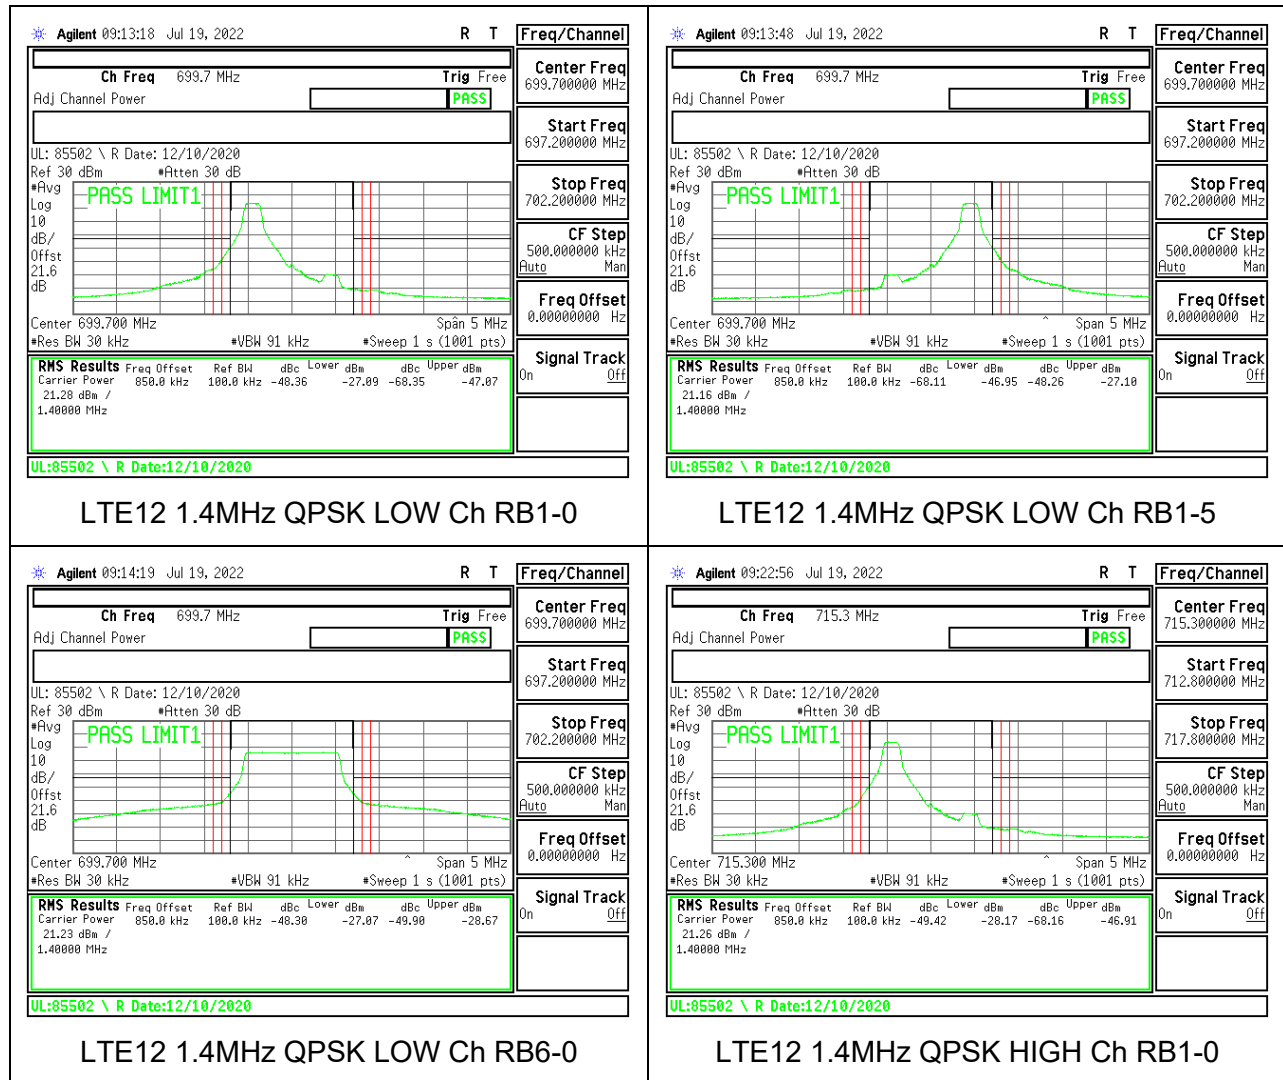 Agilent 09:13:18 Jul 19, 2022 R T Freq/Channel
Ch Freq 699.7 MHz Trig Free
Adj Channel Power PASS
UL: 85502 \ R Date: 12/10/2020
Ref 30 dBm #Atten 30 dB
#Avg
Log
10
dB/
Offst
21.6
dB
PASS LIMIT1
Center 699.700 MHz Span 5 MHz
#Res BW 30 kHz #VBW 91 kHz #Sweep 1 s (1001 pts)
RMS Results Freq Offset Ref BW dBc Lower dBm dBc Upper dBm
Carrier Power 850.0 kHz 100.0 kHz -48.36 -27.09 -68.35 -47.07
21.28 dBm /
1.40000 MHz
UL:85502 \ R Date:12/10/2020
Center Freq
699.700000 MHz
Start Freq
697.200000 MHz
Stop Freq
702.200000 MHz
CF Step
500.000000 kHz
Auto Man
Freq Offset
0.00000000 Hz
Signal Track
On Off
LTE12 1.4MHz QPSK LOW Ch RB1-0
Agilent 09:13:48 Jul 19, 2022 R T Freq/Channel
Ch Freq 699.7 MHz Trig Free
Adj Channel Power PASS
UL: 85502 \ R Date: 12/10/2020
Ref 30 dBm #Atten 30 dB
#Avg
Log
10
dB/
Offst
21.6
dB
PASS LIMIT1
Center 699.700 MHz Span 5 MHz
#Res BW 30 kHz #VBW 91 kHz #Sweep 1 s (1001 pts)
RMS Results Freq Offset Ref BW dBc Lower dBm dBc Upper dBm
Carrier Power 850.0 kHz 100.0 kHz -68.11 -46.95 -48.26 -27.10
21.16 dBm /
1.40000 MHz
UL:85502 \ R Date:12/10/2020
Center Freq
699.700000 MHz
Start Freq
697.200000 MHz
Stop Freq
702.200000 MHz
CF Step
500.000000 kHz
Auto Man
Freq Offset
0.00000000 Hz
Signal Track
On Off
LTE12 1.4MHz QPSK LOW Ch RB1-5
Agilent 09:14:19 Jul 19, 2022 R T Freq/Channel
Ch Freq 699.7 MHz Trig Free
Adj Channel Power PASS
UL: 85502 \ R Date: 12/10/2020
Ref 30 dBm #Atten 30 dB
#Avg
Log
10
dB/
Offst
21.6
dB
PASS LIMIT1
Center 699.700 MHz Span 5 MHz
#Res BW 30 kHz #VBW 91 kHz #Sweep 1 s (1001 pts)
RMS Results Freq Offset Ref BW dBc Lower dBm dBc Upper dBm
Carrier Power 850.0 kHz 100.0 kHz -48.30 -27.07 -49.90 -28.67
21.23 dBm /
1.40000 MHz
UL:85502 \ R Date:12/10/2020
Center Freq
699.700000 MHz
Start Freq
697.200000 MHz
Stop Freq
702.200000 MHz
CF Step
500.000000 kHz
Auto Man
Freq Offset
0.00000000 Hz
Signal Track
On Off
LTE12 1.4MHz QPSK LOW Ch RB6-0
Agilent 09:22:56 Jul 19, 2022 R T Freq/Channel
Ch Freq 715.3 MHz Trig Free
Adj Channel Power PASS
UL: 85502 \ R Date: 12/10/2020
Ref 30 dBm #Atten 30 dB
#Avg
Log
10
dB/
Offst
21.6
dB
PASS LIMIT1
Center 715.300 MHz Span 5 MHz
#Res BW 30 kHz #VBW 91 kHz #Sweep 1 s (1001 pts)
RMS Results Freq Offset Ref BW dBc Lower dBm dBc Upper dBm
Carrier Power 850.0 kHz 100.0 kHz -49.42 -28.17 -68.16 -46.91
21.26 dBm /
1.40000 MHz
UL:85502 \ R Date:12/10/2020
Center Freq
715.300000 MHz
Start Freq
712.800000 MHz
Stop Freq
717.800000 MHz
CF Step
500.000000 kHz
Auto Man
Freq Offset
0.00000000 Hz
Signal Track
On Off
LTE12 1.4MHz QPSK HIGH Ch RB1-0